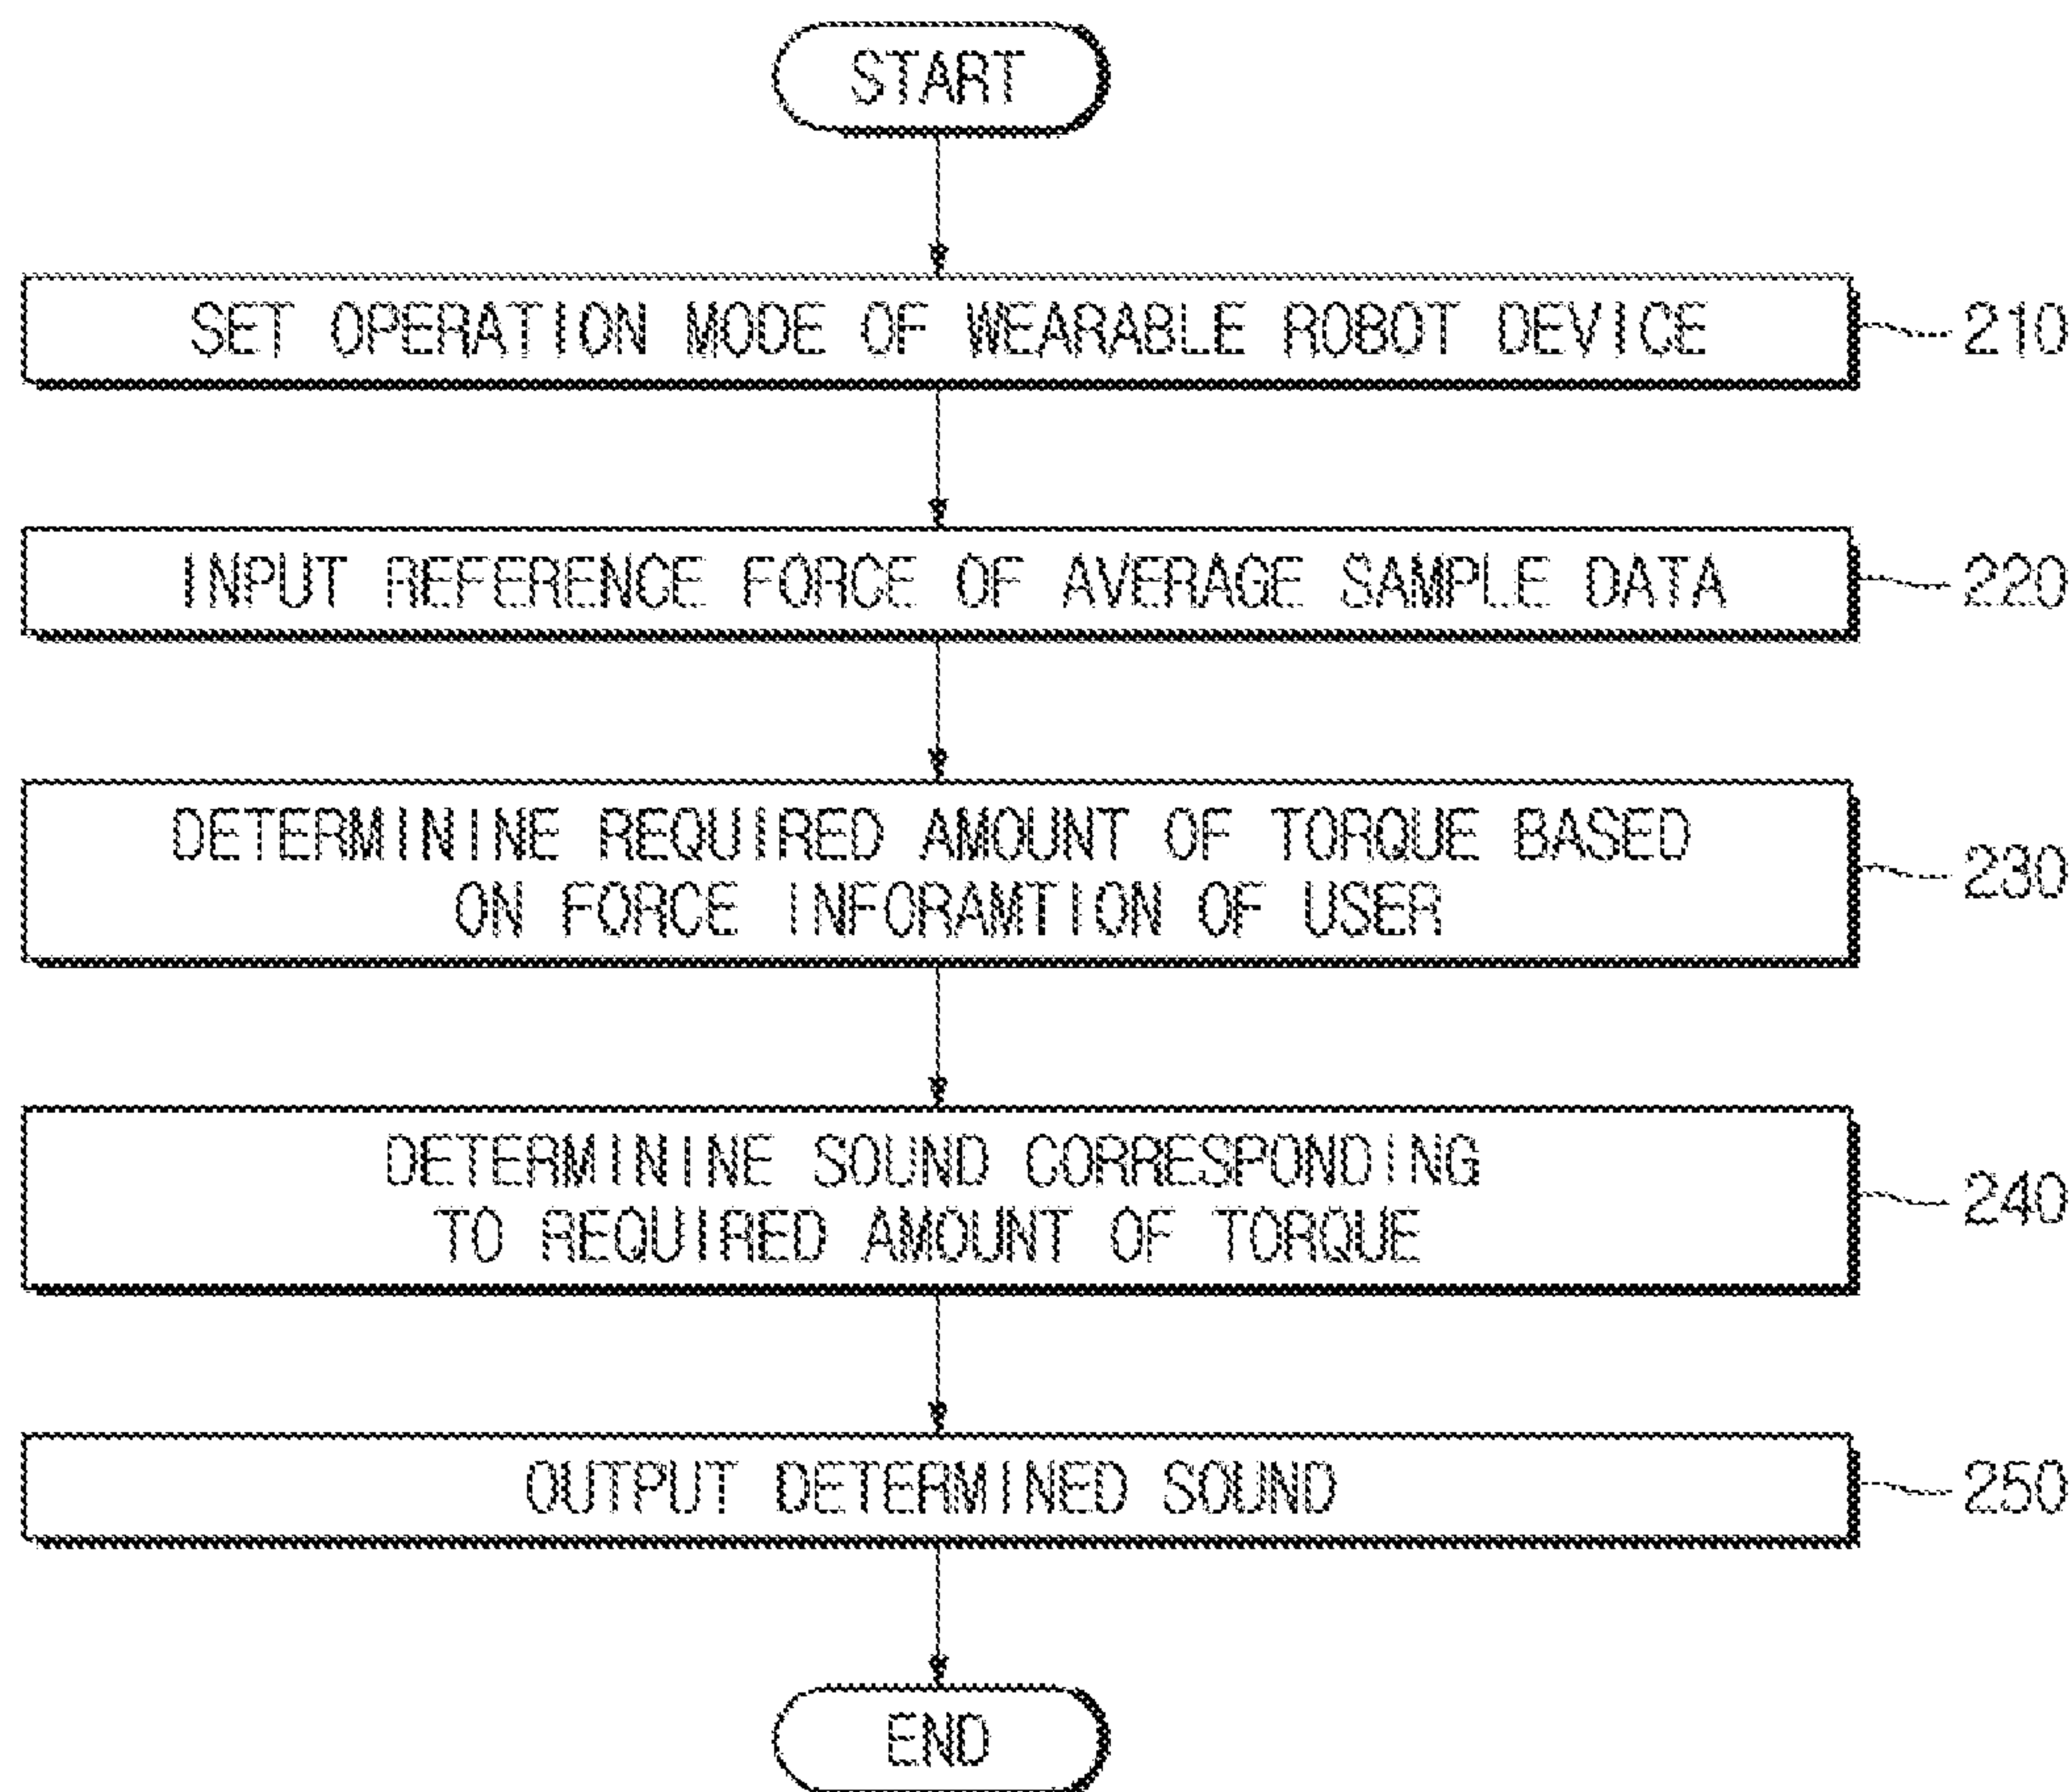 START
SET OPERATION MODE OF WEARABLE ROBOT DEVICE
210
INPUT REFERENCE FORCE OF AVERAGE SAMPLE DATA
220
DETERMININE REQUIRED AMOUNT OF TORQUE BASED
ON FORCE INFORAMTION OF USER
230
DETERMININE SOUND CORRESPONDING
TO REQUIRED AMOUNT OF TORQUE
240
OUTPUT DETERMINED SOUND
250
END